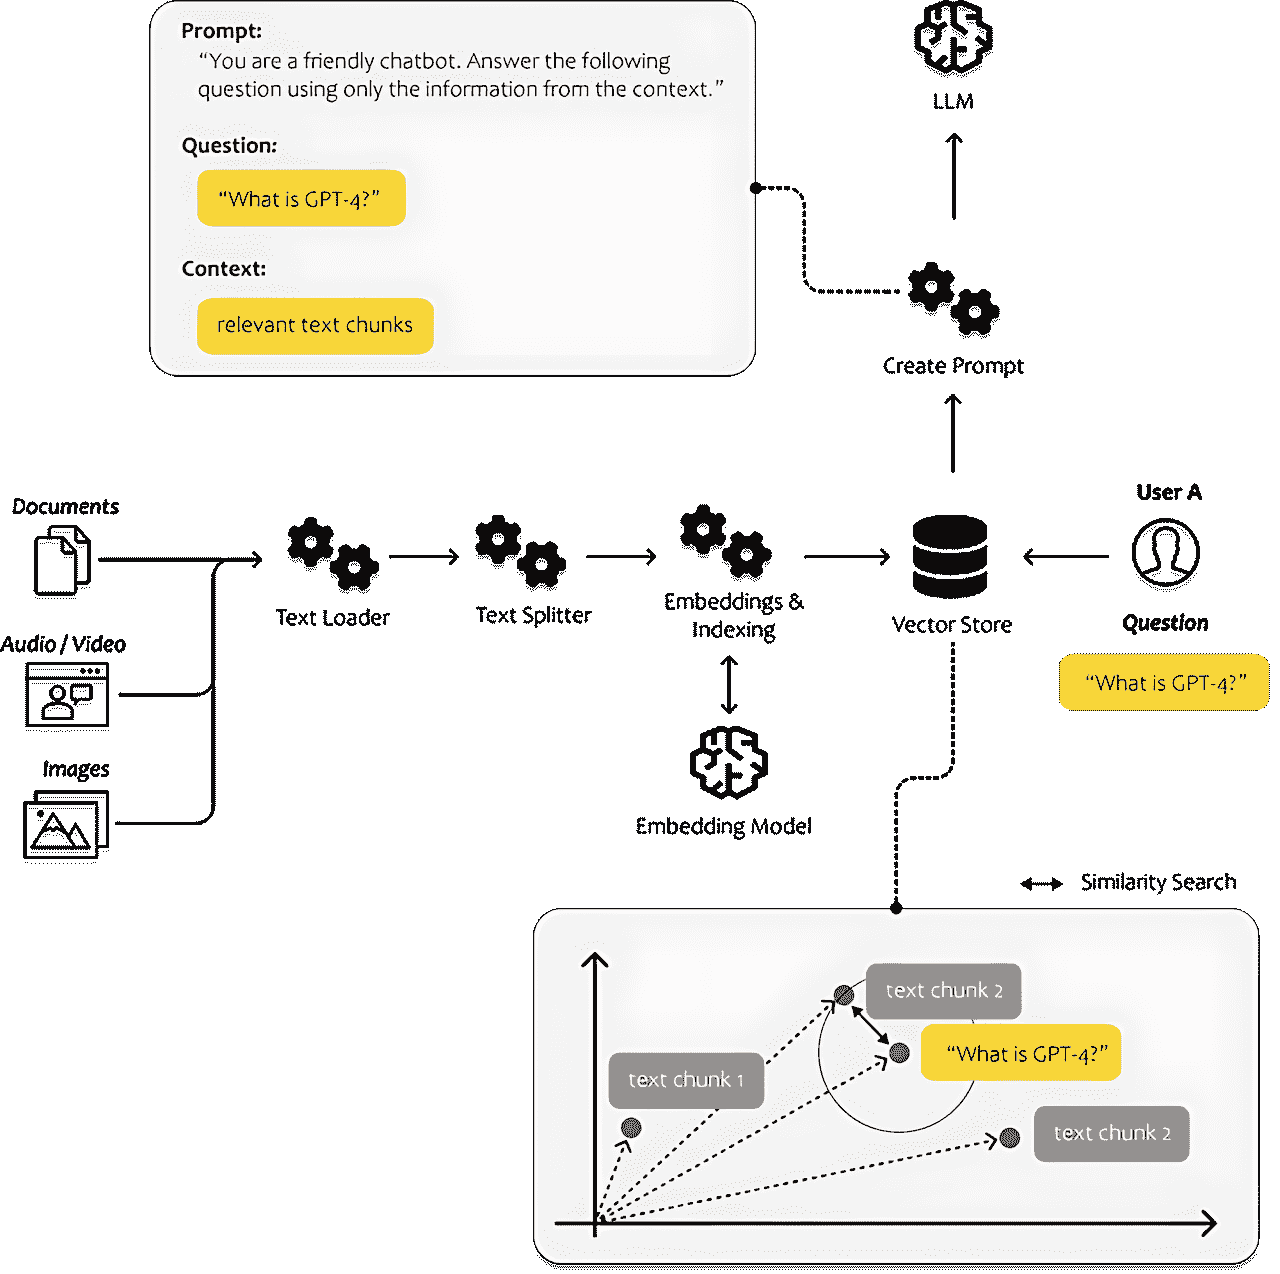 Prompt:
“You are a friendly chatbot. Answer the following
question using only the information from the context.”
Question:
“What is GPT-4?”
Context:
relevant text chunks
LLM
Create Prompt
Documents
Audio / Video
Images
Text Loader
Text Splitter
Embeddings &
Indexing
Embedding Model
Vector Store
User A
Question
“What is GPT-4?”
Similarity Search
text chunk 2
“What is GPT-4?”
text chunk 1
text chunk 2